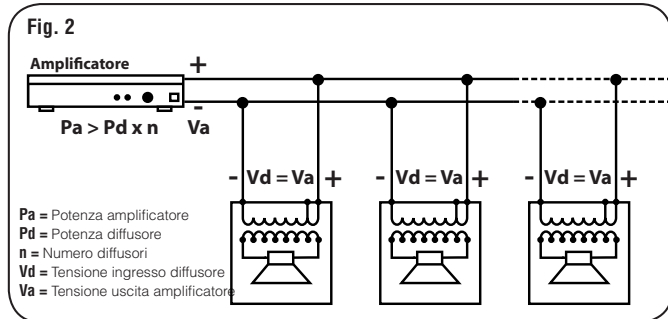 Fig. 2
Amplificatore
+
-
Pa > Pd x n Va
- Vd = Va + - Vd = Va + - Vd = Va +
Pa = Potenza amplificatore
Pd = Potenza diffusore
n = Numero diffusori
Vd = Tensione ingresso diffusore
Va = Tensione uscita amplificatore